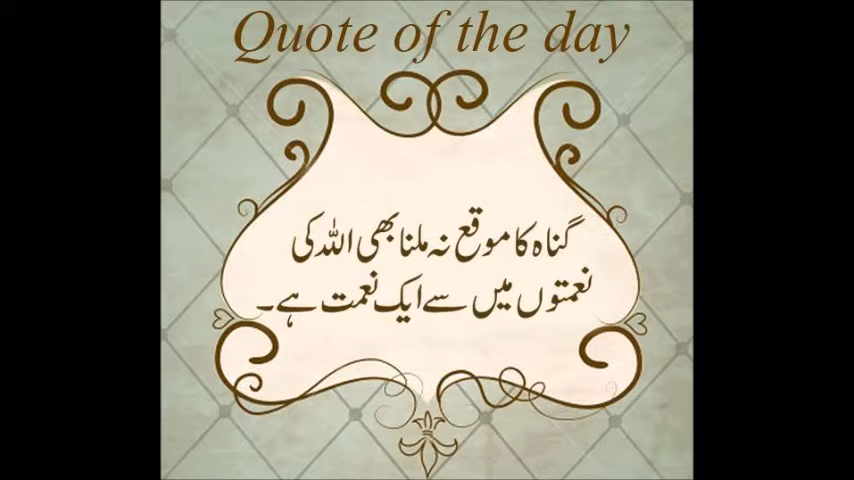 Quote of the day
گناہ کا موقع نہ ملنا بھی اللہ کی
نعمتوں میں سے ایک نعمت ہے۔